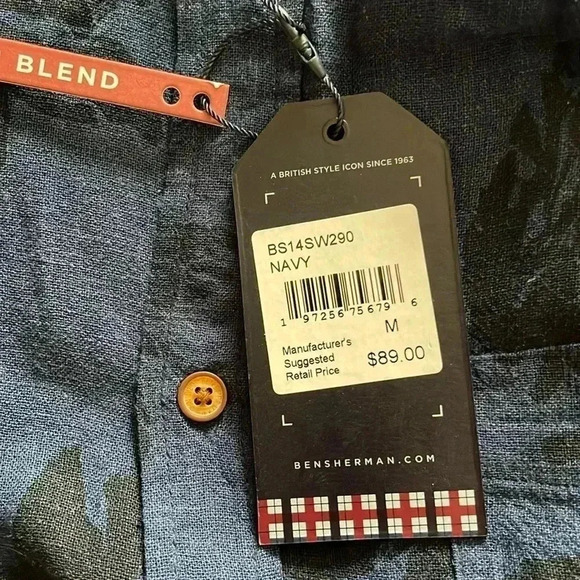 BLEND
A BRITISH STYLE ICON SINCE 1963
BS14SW290
NAVY
1 97256 75679 6
M
Manufacturer's
Suggested
Retail Price
$89.00
BENSHERMAN.COM